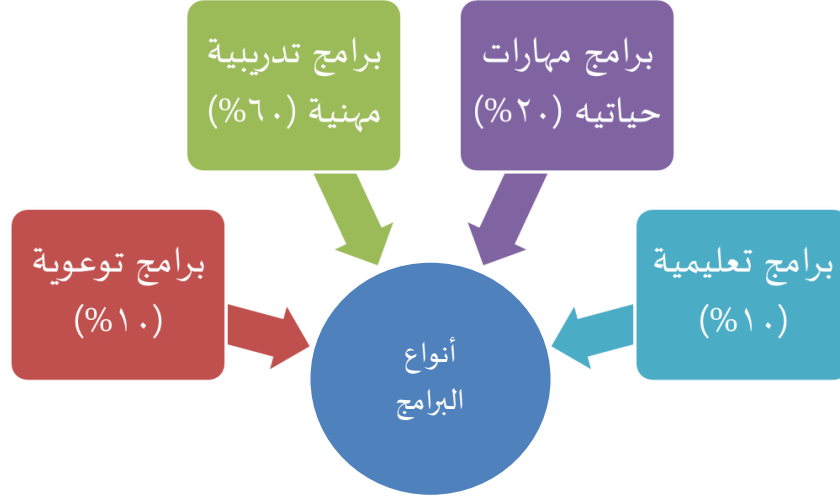 برامج مهارات
حياتيه (٢٠%)
برامج تدريبية
مهنية (٦٠%)
برامج تعليمية
(١٠%)
برامج توعوية
(١٠%)
أنواع
البرامج